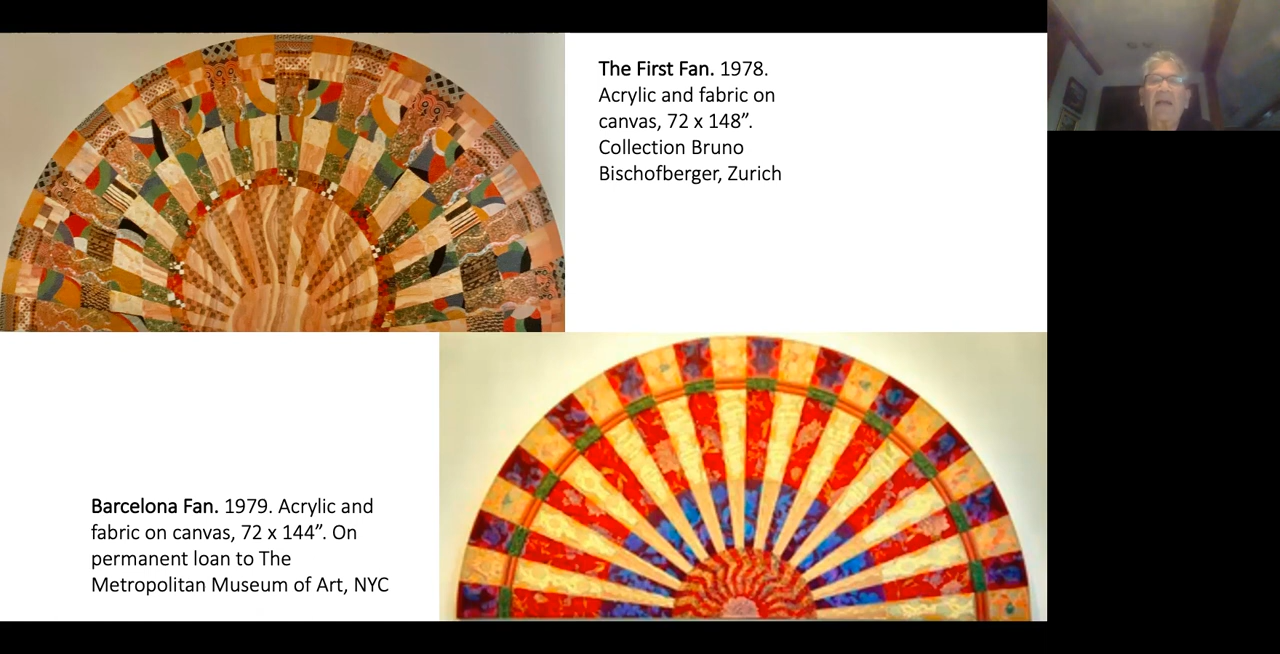 The First Fan. 1978.
Acrylic and fabric on
canvas, 72 x 148”.
Collection Bruno
Bischofberger, Zurich
Barcelona Fan. 1979. Acrylic and
fabric on canvas, 72 x 144”. On
permanent loan to The
Metropolitan Museum of Art, NYC